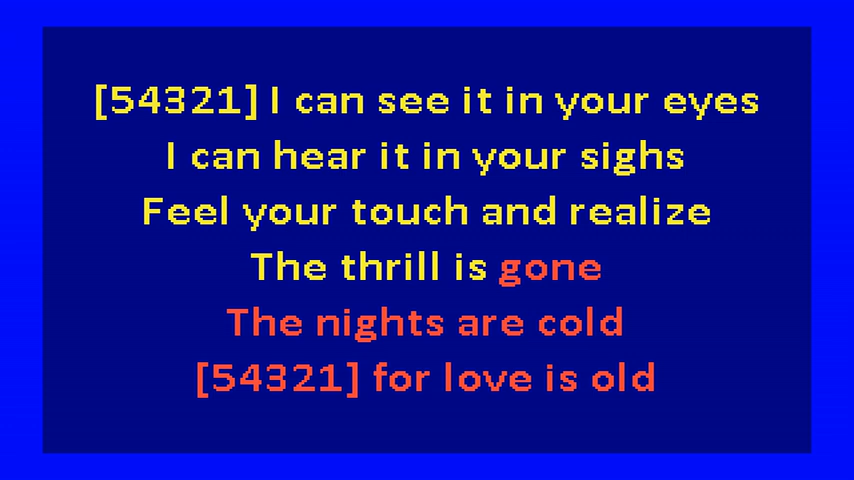 [54321] I can see it in your eyes
I can hear it in your sighs
Feel your touch and realize
The thrill is gone
The nights are cold
[54321] for love is old